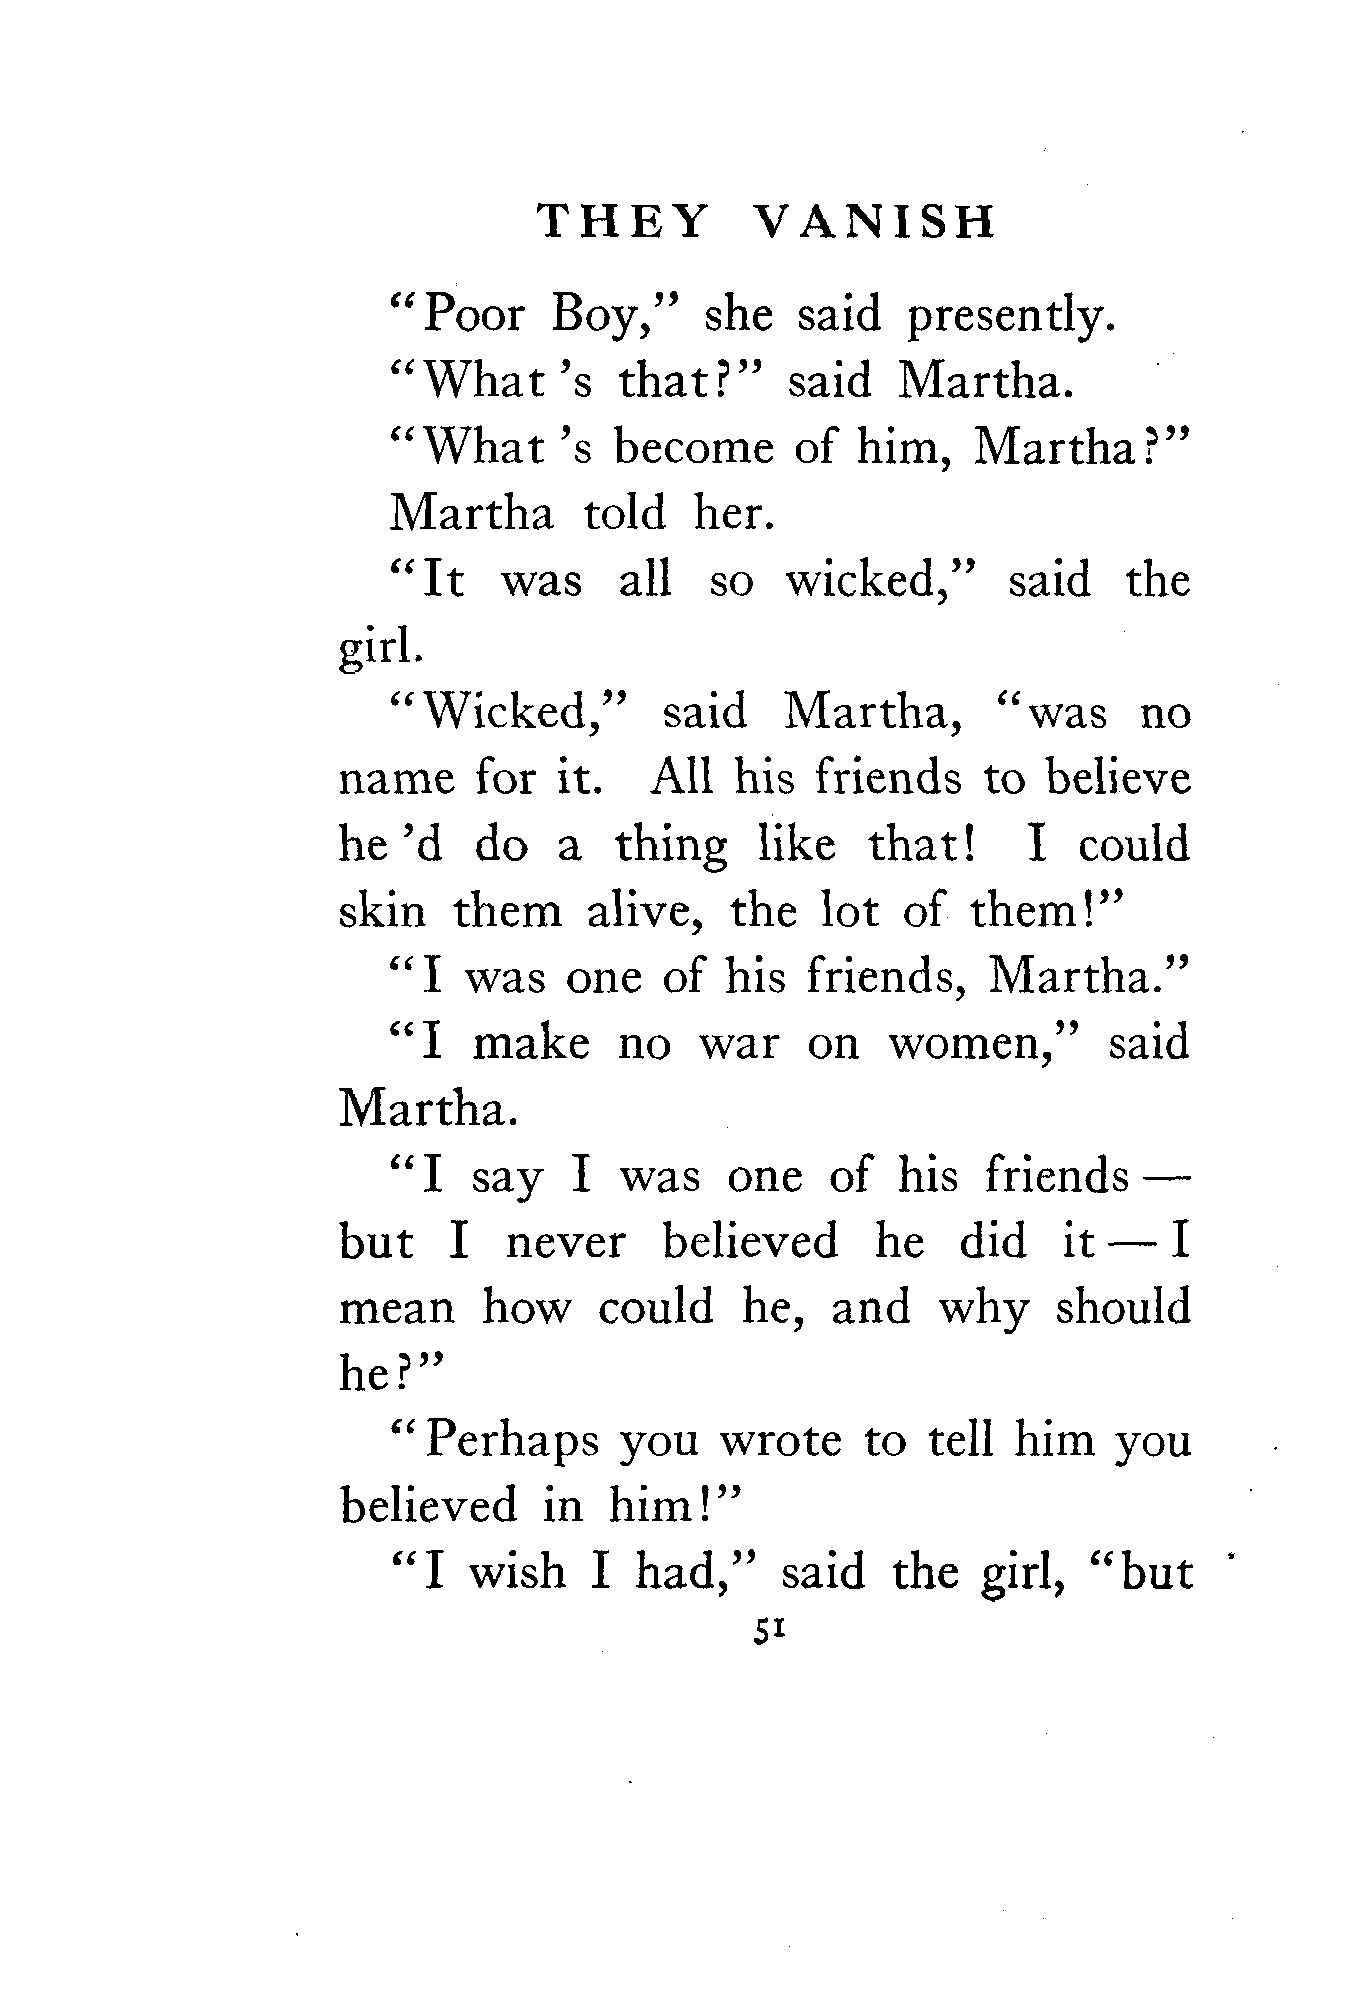 THEY VANISH
“Poor Boy,” she said presently.
“What 's that?” said Martha.
“What 's become of him, Martha?”
Martha told her.
“It was all so wicked,” said the
girl.
“Wicked,” said Martha, “was no
name for it. All his friends to believe
he 'd do a thing like that! I could
skin them alive, the lot of them!”
“I was one of his friends, Martha.”
“I make no war on women,” said
Martha.
“I say I was one of his friends —
but I never believed he did it — I
mean how could he, and why should
he?”
“Perhaps you wrote to tell him you
believed in him!”
“I wish I had,” said the girl, “but
51